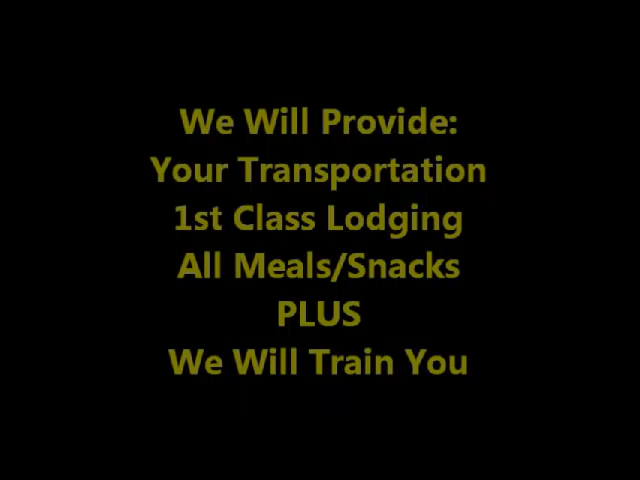 We Will Provide:
Your Transportation
1st Class Lodging
All Meals/Snacks
PLUS
We Will Train You